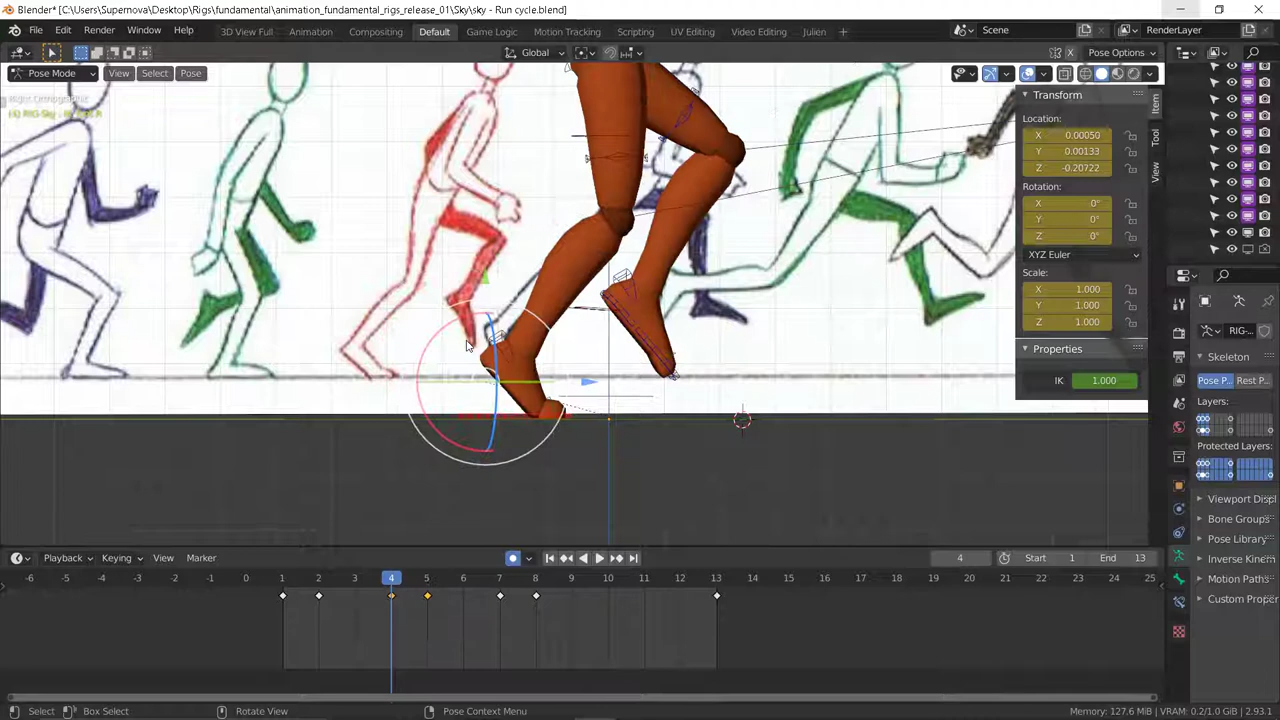 Blender* [C:\Users\Supernova\Desktop\Rigs\fundamental\animation_fundamental_rigs_release_01\Sky\sky - Run cycle.blend]
File Edit Render Window Help 3D View Full Animation Compositing Default Game Logic Motion Tracking Scripting UV Editing Video Editing Julien + Scene RenderLayer
Global Pose Options
Pose Mode View Select Pose
Right Orthographic
Transform
Location:
X 0.00050
Y 0.00133
Z -0.20722
Rotation:
X 0°
Y 0°
Z 0°
XYZ Euler
Scale:
X 1.000
Y 1.000
Z 1.000
Properties
IK 1.000
Item
Tool
View
RIG-...
Skeleton
Pose P... Rest P...
Layers:
Protected Layers:
Viewport Displ
Bone Groups
Pose Library
Inverse Kinem
Motion Paths
Custom Proper
Playback Keying View Marker 4 Start 1 End 13
-6 -5 -4 -3 -2 -1 0 1 2 3 4 5 6 7 8 9 10 11 12 13 14 15 16 17 18 19 20 21 22 23 24 25
Select Box Select Rotate View Pose Context Menu Memory: 127.6 MiB | VRAM: 0.2/1.0 GiB | 2.93.1